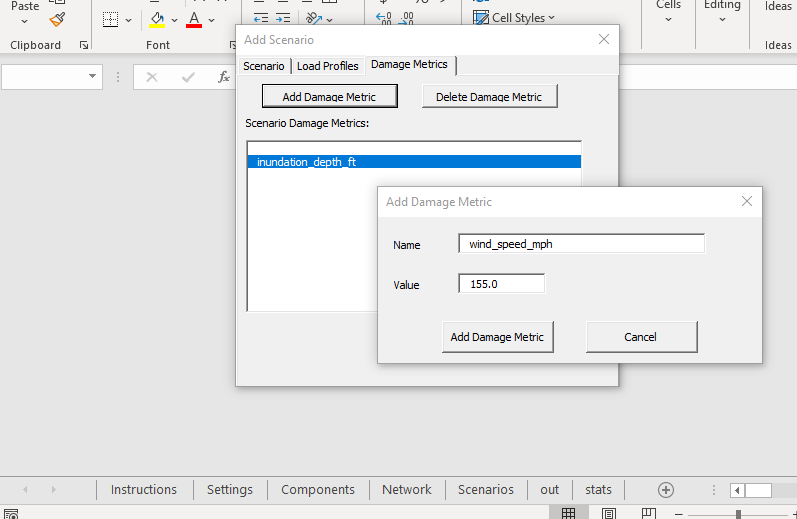 Paste
Cell Styles
Cells
Editing
Ideas
Clipboard
Font
Ideas
fx
Add Scenario
Scenario
Load Profiles
Damage Metrics
Add Damage Metric
Delete Damage Metric
Scenario Damage Metrics:
inundation_depth_ft
Add Damage Metric
Name
wind_speed_mph
Value
155.0
Add Damage Metric
Cancel
Instructions
Settings
Components
Network
Scenarios
out
stats